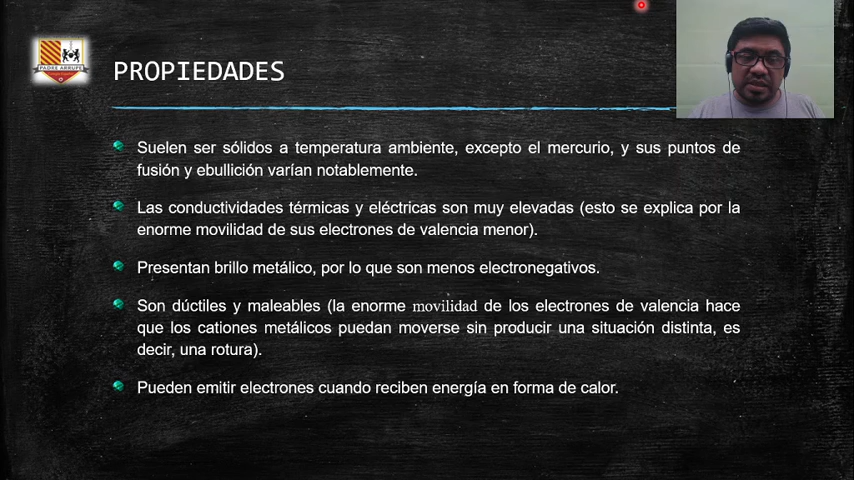 PADRE ARRUPE
PROPIEDADES
Suelen ser sólidos a temperatura ambiente, excepto el mercurio, y sus puntos de
fusión y ebullición varían notablemente.
Las conductividades térmicas y eléctricas son muy elevadas (esto se explica por la
enorme movilidad de sus electrones de valencia menor).
Presentan brillo metálico, por lo que son menos electronegativos.
Son dúctiles y maleables (la enorme movilidad de los electrones de valencia hace
que los cationes metálicos puedan moverse sin producir una situación distinta, es
decir, una rotura).
Pueden emitir electrones cuando reciben energía en forma de calor.